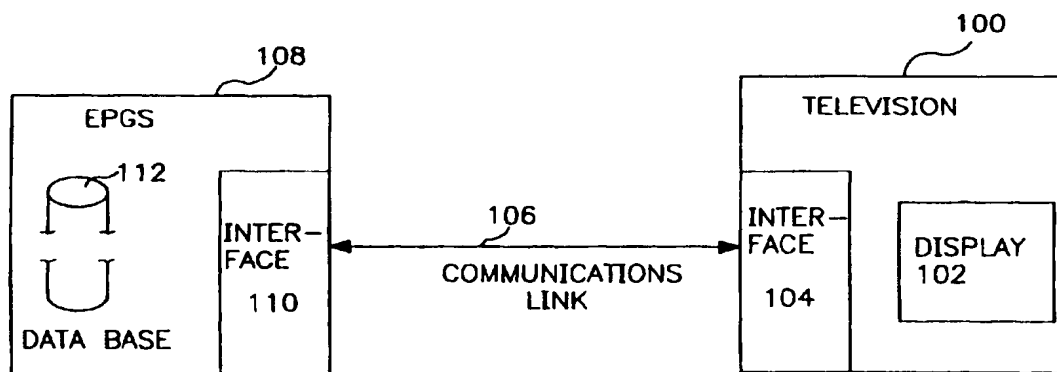 108
EPGS
112
INTER-
FACE
110
DATA BASE
106
COMMUNICATIONS
LINK
100
TELEVISION
INTER-
FACE
104
DISPLAY
102